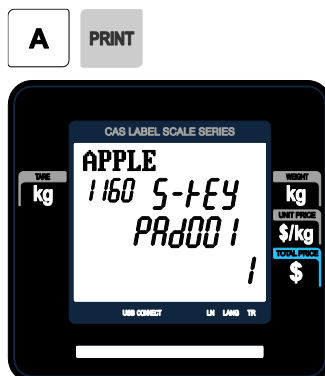 A PRINT
CAS LABEL SCALE SERIES
APPLE
TARE
kg
1160 S-tEY
PAd001
1
WEIGHT
kg
UNIT PRICE
$/kg
TOTAL PRICE
$
USB CONNECT LN LANG TR